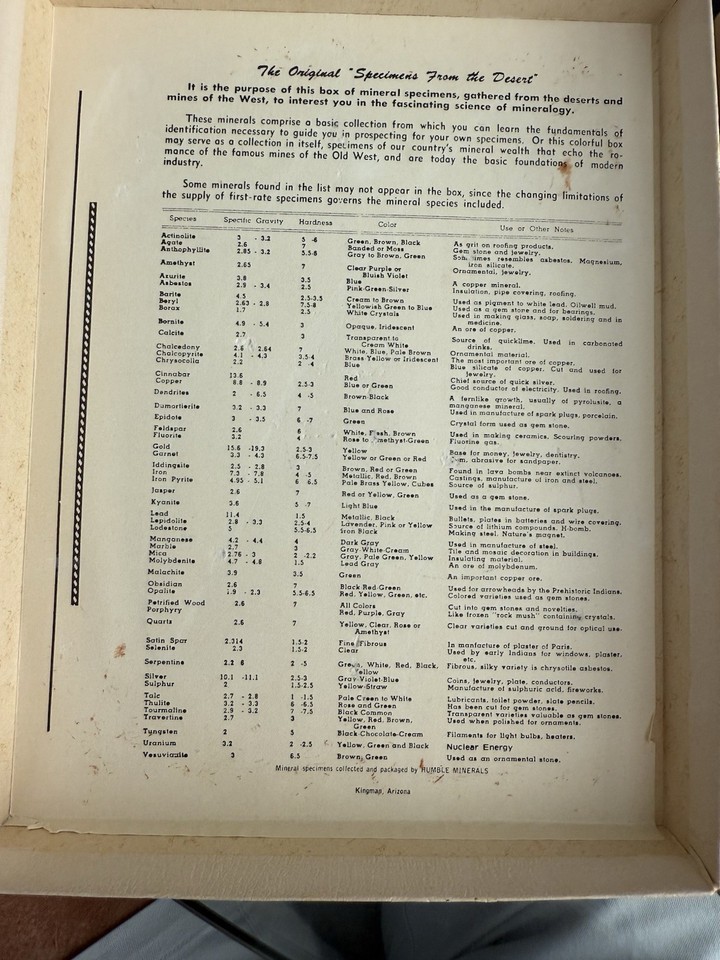 The Original "Specimens From the Desert"
It is the purpose of this box of mineral specimens, gathered from the deserts and
mines of the West, to interest you in the fascinating science of mineralogy.
These minerals comprise a basic collection from which you can learn the fundamentals of
identification necessary to guide you in prospecting for your own specimens. Or this colorful box
may serve as a collection in itself, specimens of our country's mineral wealth that echo the ro-
mance of the famous mines of the Old West, and are today the basic foundations of modern
industry.
Some minerals found in the list may not appear in the box, since the changing limitations of
the supply of first-rate specimens governs the mineral species included.
Species Specific Gravity Hardness Color Use or Other Notes
Actinolite 3 - 3.2 5 -6 Green, Brown, Black As grit on roofing products.
Agate 2.6 7 Banded or Moss Gem stone and jewelry.
Anthophyllite 2.85 - 3.2 5.5-6 Gray to Brown, Green resembles asbestos. Magnesium,
iron silicate.
Amethyst 2.65 7 Clear Purple or Ornamental, jewelry.
Bluish Violet
Azurite 3.8 3.5 Blue A copper mineral.
Asbestos 2.9 - 3.4 2.5 Pink-Green-Silver Insulation, pipe covering, roofing.
Barite 4.5 2.5-3.5 Cream to Brown Used as pigment to white lead. Oilwell mud.
Beryl 2.63 - 2.8 7.5-8 Yellowish Green to Blue Used as a gem stone and for bearings.
Borax 1.7 2.5 White Crystals Used in making glass, soap, soldering and in
medicine.
Bornite 4.9 - 5.4 3 Opaque, Iridescent An ore of copper.
Calcite 2.7 3 Transparent to Source of quicklime. Used in carbonated
Cream White drinks.
Chalcedony 2.6 2.64 7 White, Blue, Pale Brown Ornamental material.
Chalcopyrite 4.1 - 4.3 3.5-4 Brass Yellow or Iridescent The most important ore of copper.
Chrysocolla 2.2 2 -4 Blue Blue silicate of copper. Cut and used for
jewelry.
Cinnabar 13.6 Red Chief source of quick silver.
Copper 8.8 - 8.9 2.5-3 Blue or Green Good conductor of electricity. Used in roofing.
Dendrites 2 - 6.5 4 -5 Brown-Black A fernlike growth, usually of pyrolusite, a
manganese mineral.
Dumortierite 3.2 - 3.3 7 Blue and Rose Used in manufacture of spark plugs, porcelain.
Epidote 3 - 3.5 6 -7 Green Crystal form used as gem stone.
Feldspar 2.6 6 White, Flesh, Brown Used in making ceramics. Scouring powders.
Fluorite 3.2 4 Rose to Amethyst-Green Fluorine gas.
Gold 15.6 -19.3 2.5-3 Yellow Base for money, jewelry, dentistry.
Garnet 3.3 - 4.3 6.5-7.5 Yellow or Green or Red abrasive for sandpaper.
Iddingsite 2.5 - 2.8 3 Brown, Red or Green Found in lava bombs near extinct volcanoes.
Iron 7.3 - 7.8 4 -5 Metallic, Red, Brown Castings, manufacture of iron and steel.
Iron Pyrite 4.95 - 5.1 6 6.5 Pale Brass Yellow, Cubes Source of sulphur.
Jasper 2.6 7 Red or Yellow, Green Used as a gem stone.
Kyanite 3.6 5 -7 Light Blue Used in the manufacture of spark plugs.
Lead 11.4 1.5 Metallic, Black Bullets, plates in batteries and wire covering.
Lepidolite 2.8 - 3.3 2.5-4 Lavender, Pink or Yellow Source of lithium compounds, H-bomb.
Lodestone 5 5.5-6.5 Iron Black Making steel. Nature's magnet.
Manganese 4.2 - 4.4 4 Dark Gray Used in manufacture of steel.
Marble 2.7 3 Gray-White-Cream Tile and mosaic decoration in buildings.
Mica 2.76 - 3 2 -2.2 Gray, Pale Green, Yellow Insulating material.
Molybdenite 4.7 - 4.8 1.5 Lead Gray An ore of molybdenum.
Malachite 3.9 3.5 Green An important copper ore.
Obsidian 2.6 7 Black-Red-Green Used for arrowheads by the Prehistoric Indians.
Opalite 1.9 - 2.3 5.5-6.5 Red, Yellow, Green, etc. Colored varieties used as gem stones.
Petrified Wood 2.6 7 All Colors Cut into gem stones and novelties.
Porphyry Red, Purple, Gray Like frozen "rock mush" containing crystals.
Quartz 2.6 7 Yellow, Clear, Rose or Clear varieties cut and ground for optical use.
Amethyst
Satin Spar 2.314 1.5-2 Fine Fibrous In manfacture of plaster of Paris.
Selenite 2.3 1.5-2 Clear Used by early Indians for windows, plaster,
etc.
Serpentine 2.2 6 2 -5 Green, White, Red, Black, Fibrous, silky variety is chrysotile asbestos.
Yellow
Silver 10.1 -11.1 2.5-3 Gray-Violet-Blue Coins, jewelry, plate, conductors.
Sulphur 2 1.5-2.5 Yellow-Straw Manufacture of sulphuric acid, fireworks.
Talc 2.7 - 2.8 1 -1.5 Pale Green to White Lubricants, toilet powder, slate pencils.
Thulite 3.2 - 3.3 6 -6.5 Rose and Green Has been cut for gem stones.
Tourmaline 2.9 - 3.2 7 -7.5 Black Common Transparent varieties valuable as gem stones.
Travertine 2.7 3 Yellow, Red, Brown, Used when polished for ornaments.
Green
Tungsten 2 5 Black-Chocolate-Cream Filaments for light bulbs, heaters.
Uranium 3.2 2 -2.5 Yellow, Green and Black Nuclear Energy
Vesuvianite 3 6.5 Brown, Green Used as an ornamental stone.
Mineral specimens collected and packaged by HUMBLE MINERALS
Kingmap, Arizona